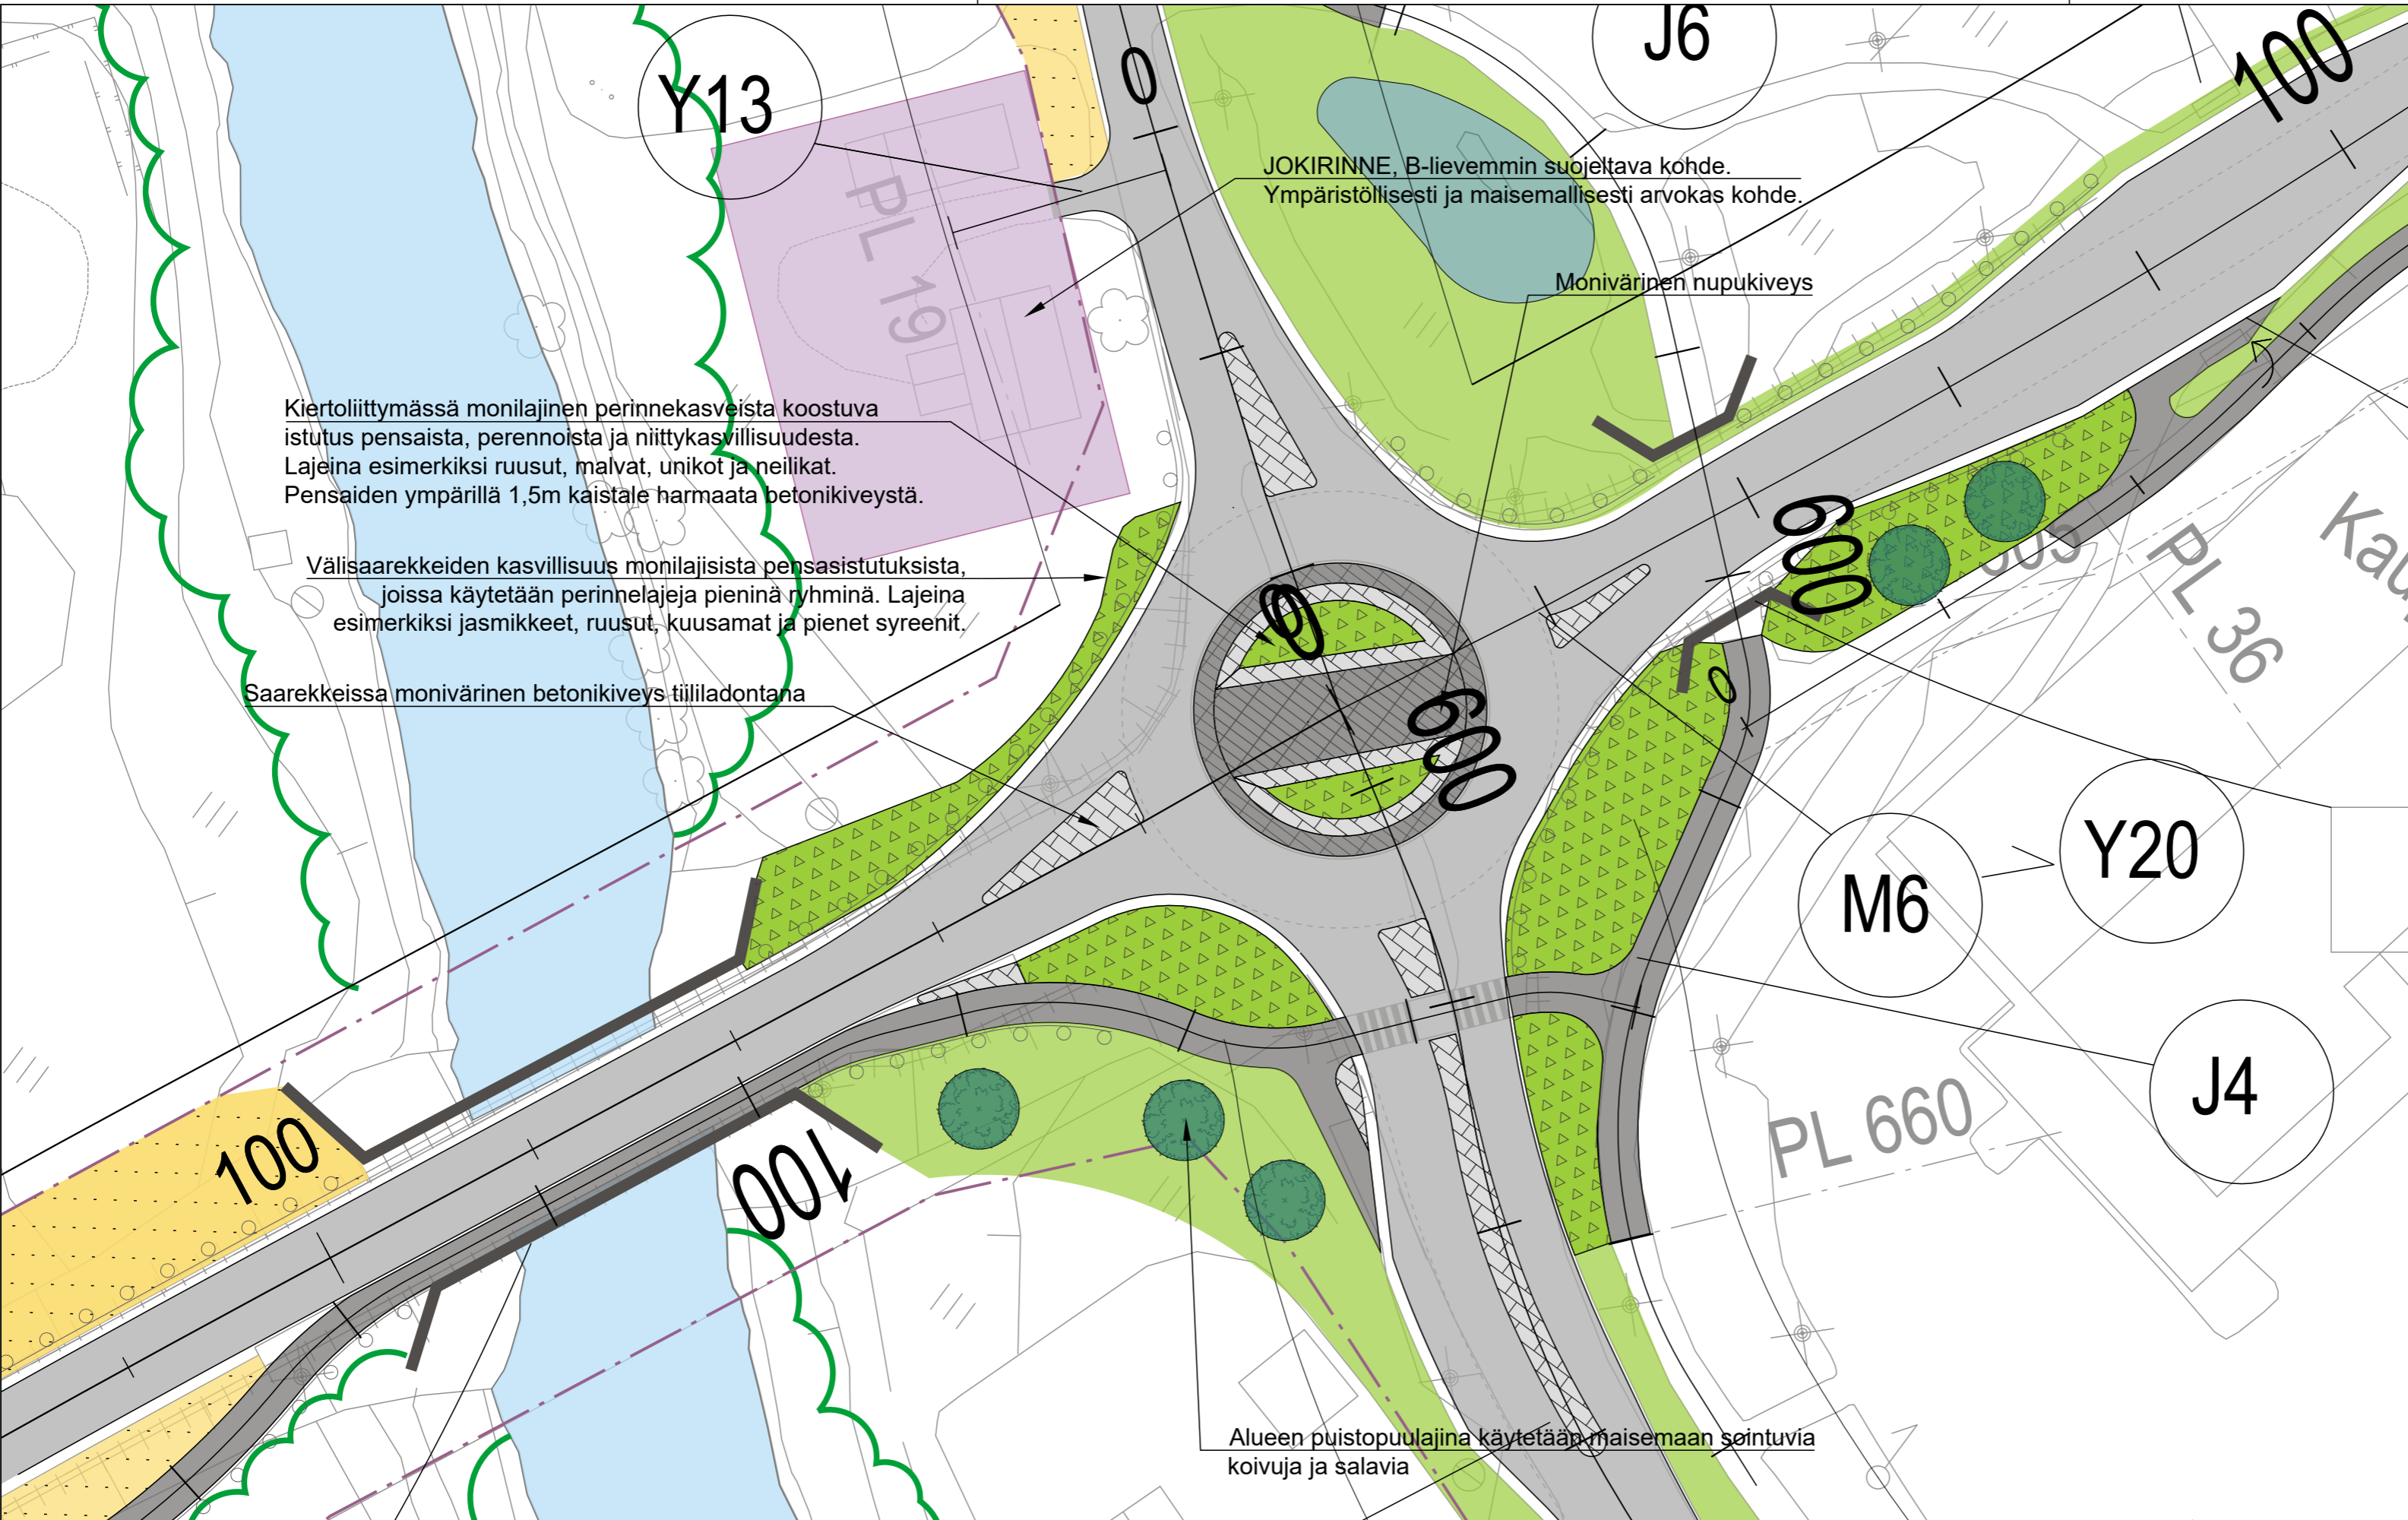 J6
100
0
Y13
JOKIRINNE, B-lievemmin suojeltava kohde.
Ympäristöllisesti ja maisemallisesti arvokas kohde.
PL 19
Monivärinen nupukiveys
Kiertoliittymässä monilajinen perinnekasveista koostuva
istutus pensaista, perennoista ja niittykasvillisuudesta.
Lajeina esimerkiksi ruusut, malvat, unikot ja neilikat.
Pensaiden ympärillä 1,5m kaistale harmaata betonikiveystä.
600
PL 36
Välisaarekkeiden kasvillisuus monilajisista pensasistutuksista,
joissa käytetään perinnelajeja pieninä ryhminä. Lajeina
esimerkiksi jasmikkeet, ruusut, kuusamat ja pienet syreenit.
0
0
0
Saarekkeissa monivärinen betonikiveys tiililadontana
600
Y20
M6
J4
PL 660
100
100
Alueen puistopuulajina käytetään maisemaan sointuvia
koivuja ja salavia